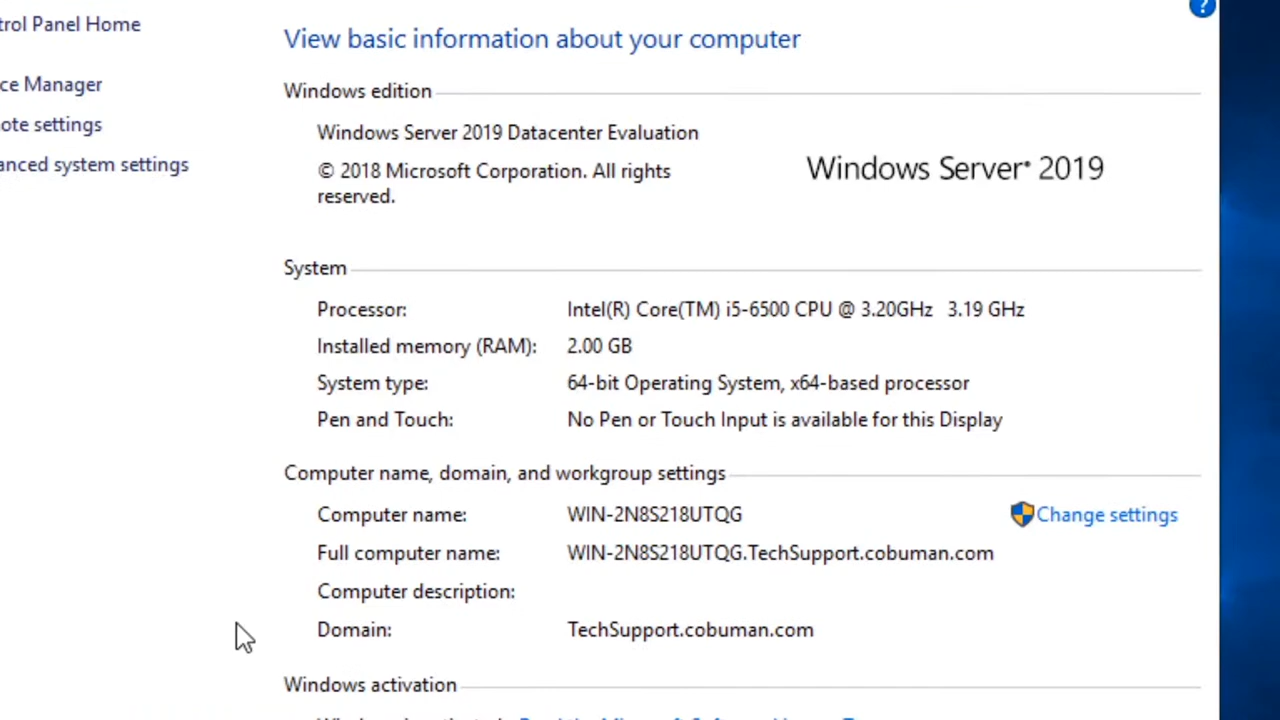 trol Panel Home
View basic information about your computer
ce Manager
Windows edition
ote settings
Windows Server 2019 Datacenter Evaluation
anced system settings
© 2018 Microsoft Corporation. All rights
reserved.
Windows Server® 2019
System
Processor: Intel(R) Core(TM) i5-6500 CPU @ 3.20GHz 3.19 GHz
Installed memory (RAM): 2.00 GB
System type: 64-bit Operating System, x64-based processor
Pen and Touch: No Pen or Touch Input is available for this Display
Computer name, domain, and workgroup settings
Computer name: WIN-2N8S218UTQG Change settings
Full computer name: WIN-2N8S218UTQG.TechSupport.cobuman.com
Computer description:
Domain: TechSupport.cobuman.com
Windows activation